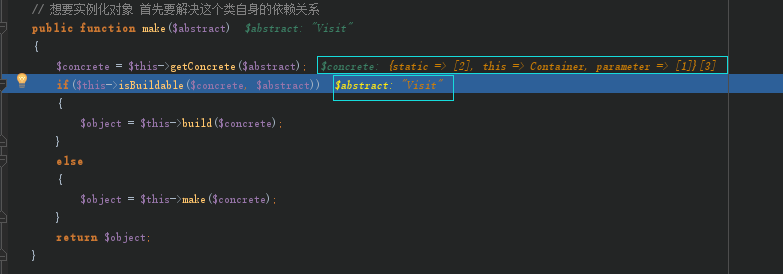 // 想要实例化对象 首先要解决这个类自身的依赖关系
public function make($abstract)  $abstract: "Visit"
{
$concrete = $this->getConcrete($abstract);  $concrete: {static => [2], this => Container, parameter => [1]}[3]
if($this->isBuildable($concrete, $abstract))  $abstract: "Visit"
{
$object = $this->build($concrete);
}
else
{
$object = $this->make($concrete);
}
return $object;
}